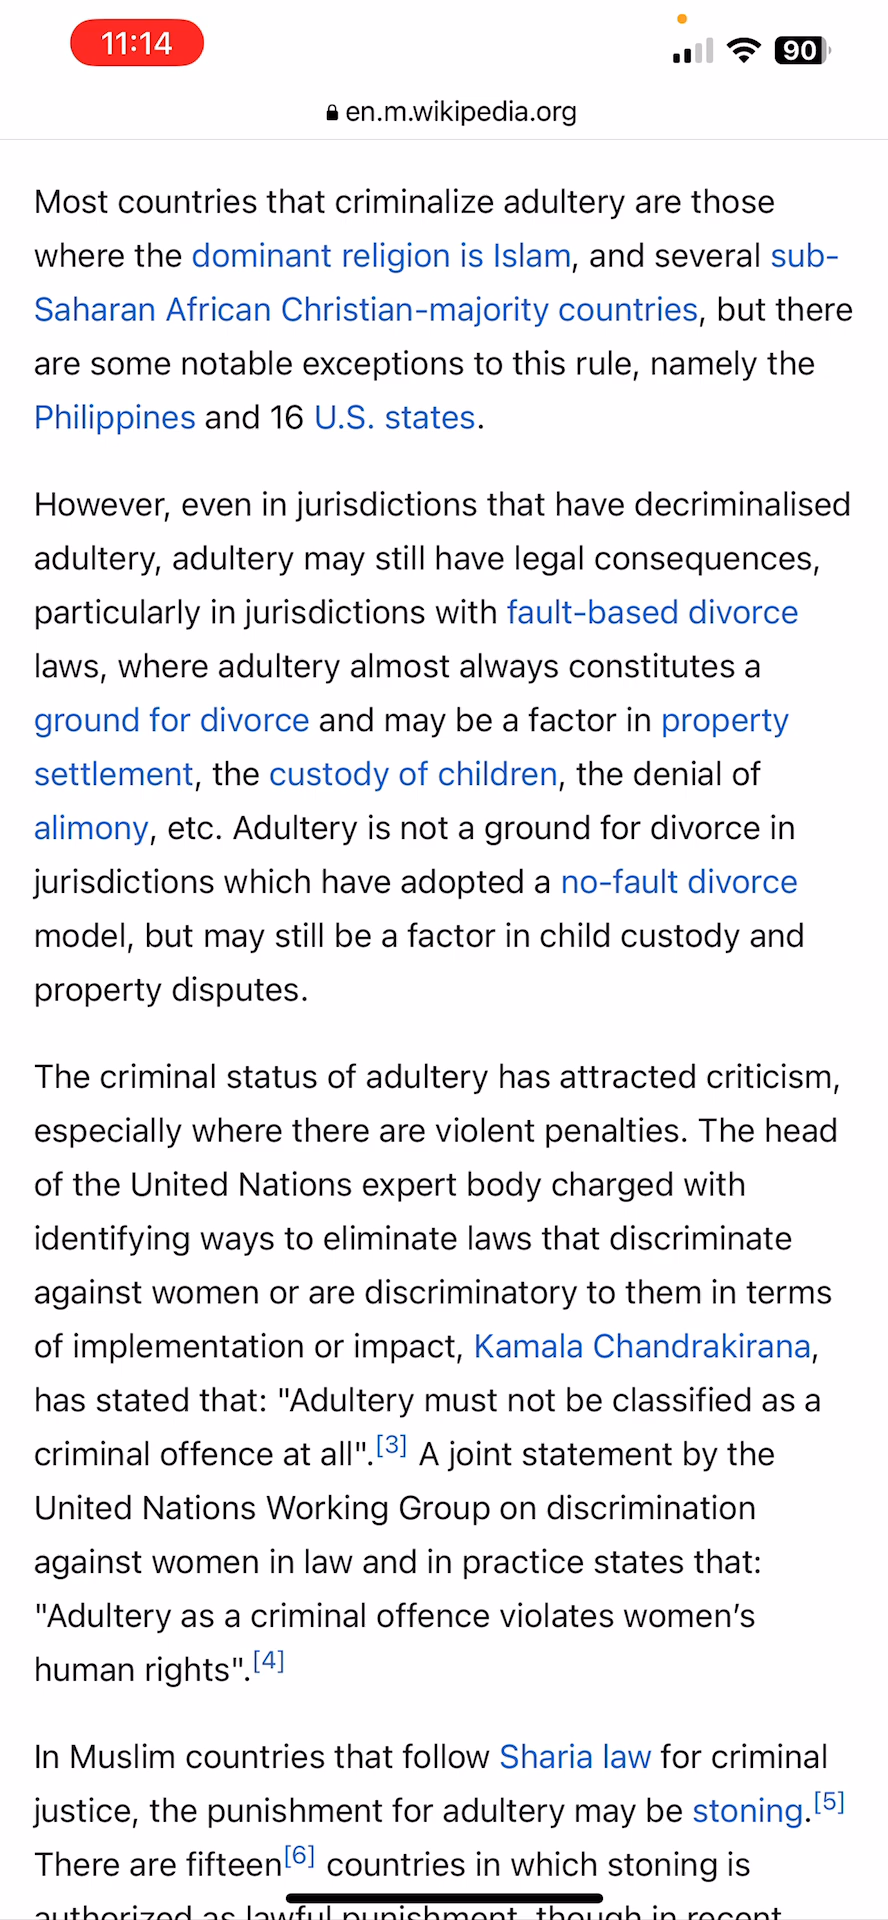 11:14
90
en.m.wikipedia.org
Most countries that criminalize adultery are those
where the dominant religion is Islam, and several sub-
Saharan African Christian-majority countries, but there
are some notable exceptions to this rule, namely the
Philippines and 16 U.S. states.
However, even in jurisdictions that have decriminalised
adultery, adultery may still have legal consequences,
particularly in jurisdictions with fault-based divorce
laws, where adultery almost always constitutes a
ground for divorce and may be a factor in property
settlement, the custody of children, the denial of
alimony, etc. Adultery is not a ground for divorce in
jurisdictions which have adopted a no-fault divorce
model, but may still be a factor in child custody and
property disputes.
The criminal status of adultery has attracted criticism,
especially where there are violent penalties. The head
of the United Nations expert body charged with
identifying ways to eliminate laws that discriminate
against women or are discriminatory to them in terms
of implementation or impact, Kamala Chandrakirana,
has stated that: "Adultery must not be classified as a
criminal offence at all".[3] A joint statement by the
United Nations Working Group on discrimination
against women in law and in practice states that:
"Adultery as a criminal offence violates women's
human rights".[4]
In Muslim countries that follow Sharia law for criminal
justice, the punishment for adultery may be stoning.[5]
There are fifteen[6] countries in which stoning is
authorized as lawful punishment, though in recent